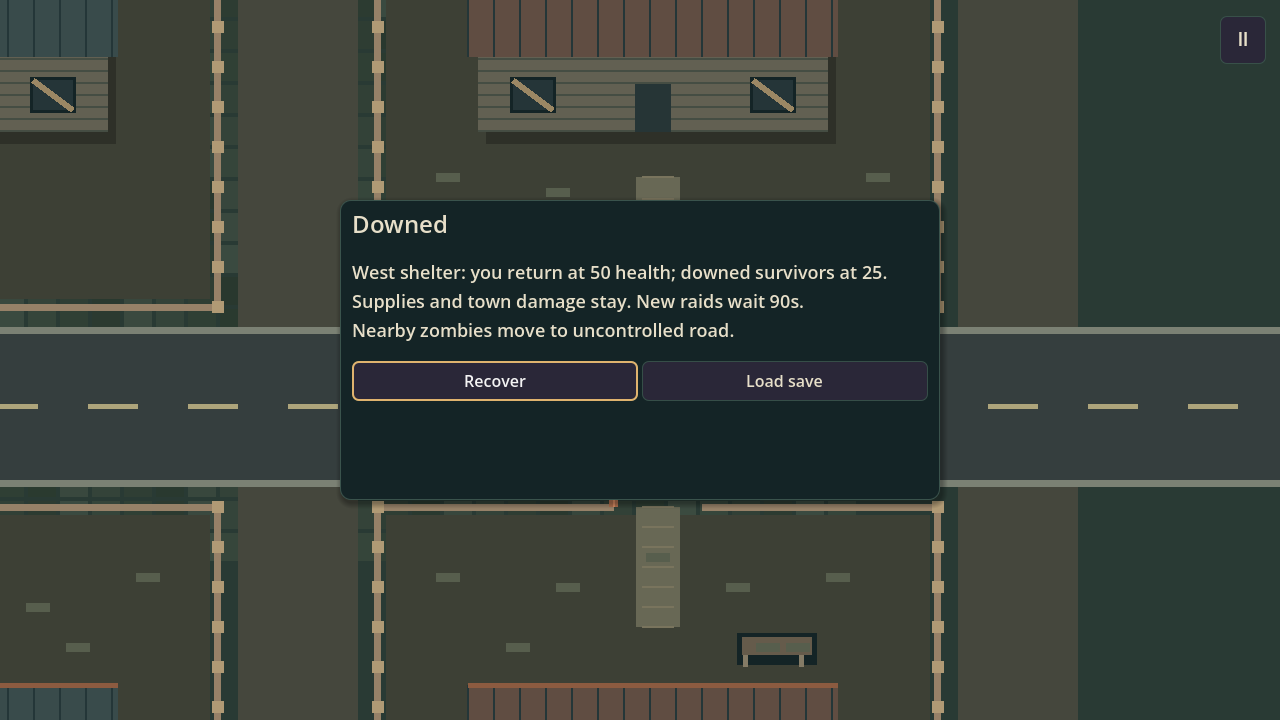 Downed
West shelter: you return at 50 health; downed survivors at 25.
Supplies and town damage stay. New raids wait 90s.
Nearby zombies move to uncontrolled road.
Recover
Load save